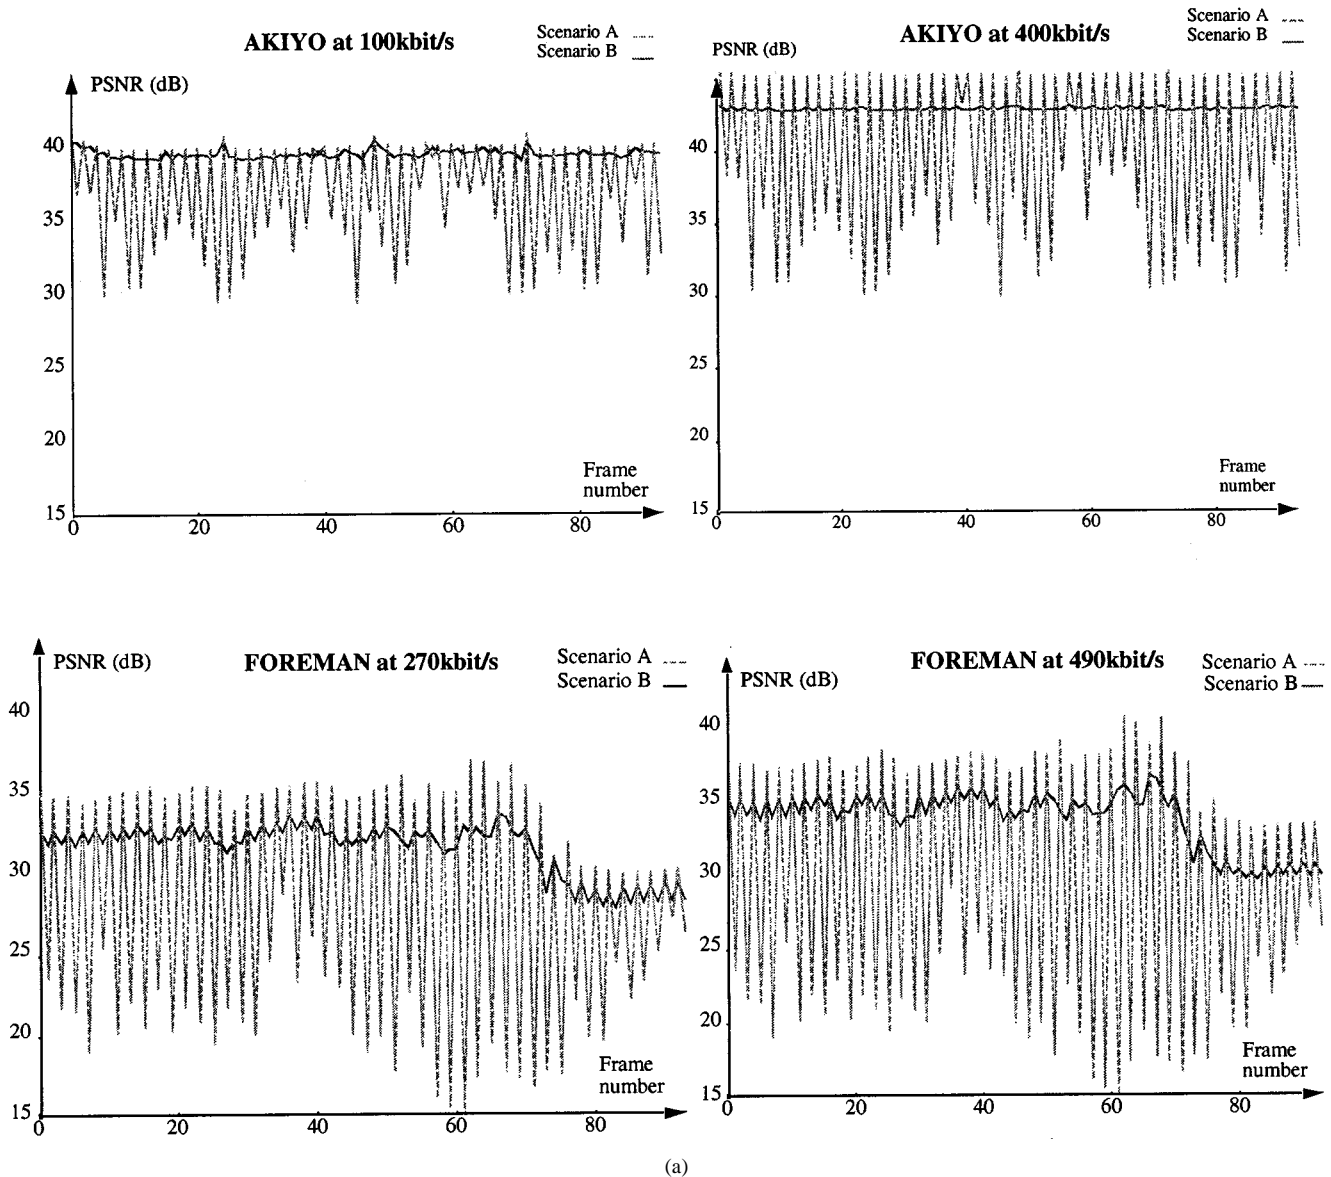 AKIYO at 100kbit/s
Scenario A
Scenario B
PSNR (dB)
40
35
30
25
20
15
0
20
40
60
80
Frame
number
AKIYO at 400kbit/s
Scenario A
Scenario B
PSNR (dB)
40
35
30
25
20
15
0
20
40
60
80
Frame
number
FOREMAN at 270kbit/s
Scenario A
Scenario B
PSNR (dB)
40
35
30
25
20
15
0
20
40
60
80
Frame
number
FOREMAN at 490kbit/s
Scenario A
Scenario B
PSNR (dB)
40
35
30
25
20
15
0
20
40
60
80
Frame
number
(a)